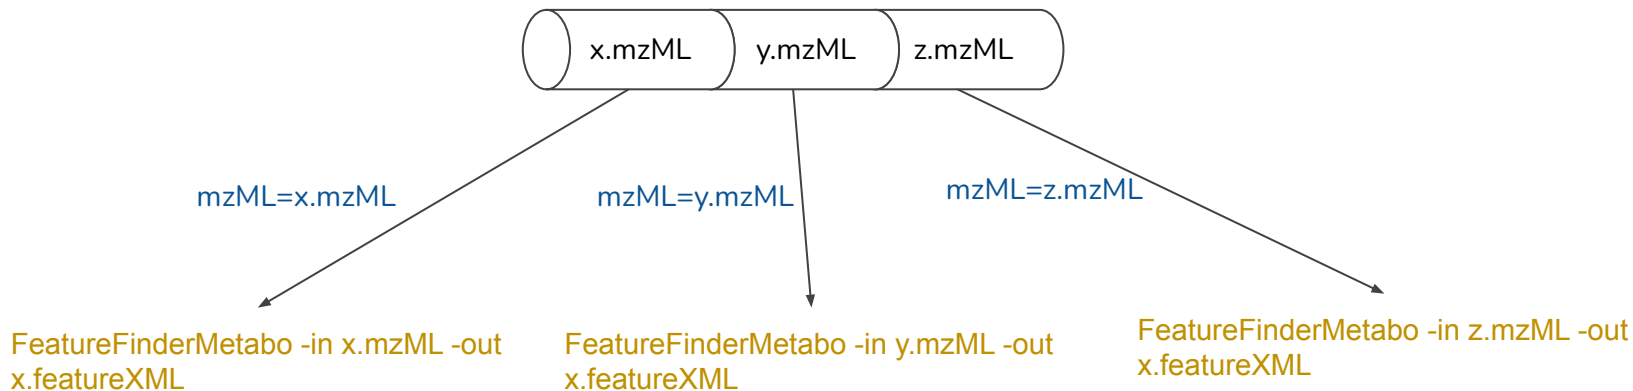 x.mzML y.mzML z.mzML
mzML=x.mzML mzML=y.mzML mzML=z.mzML
FeatureFinderMetabo -in x.mzML -out
x.featureXML
FeatureFinderMetabo -in y.mzML -out
x.featureXML
FeatureFinderMetabo -in z.mzML -out
x.featureXML